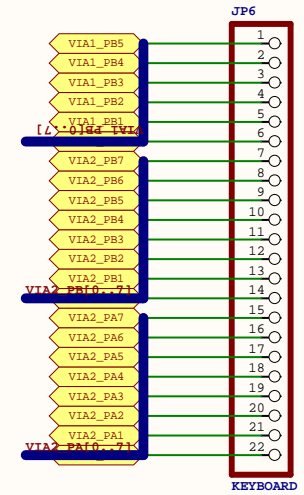 JP6
VIA1_PB5 1
VIA1_PB4 2
VIA1_PB3 3
VIA1_PB2 4
VIA1_PB1 5
VIA1_PB[0..7] 6
VIA2_PB7 7
VIA2_PB6 8
VIA2_PB5 9
VIA2_PB4 10
VIA2_PB3 11
VIA2_PB2 12
VIA2_PB1 13
VIA2_PB[0..7] 14
VIA2_PA7 15
VIA2_PA6 16
VIA2_PA5 17
VIA2_PA4 18
VIA2_PA3 19
VIA2_PA2 20
VIA2_PA1 21
VIA2_PA[0..7] 22
KEYBOARD